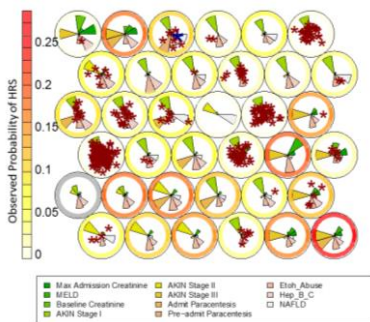 Observed Probability of HRS
0.25
0.2
0.15
0.1
0.05
0
Max Admission Creatinine
MELD
Baseline Creatinine
AKIN Stage I
AKIN Stage II
AKIN Stage III
Admit Paracentesis
Pre-admit Paracentesis
Etoh_Abuse
Hep_B_C
NAFLD